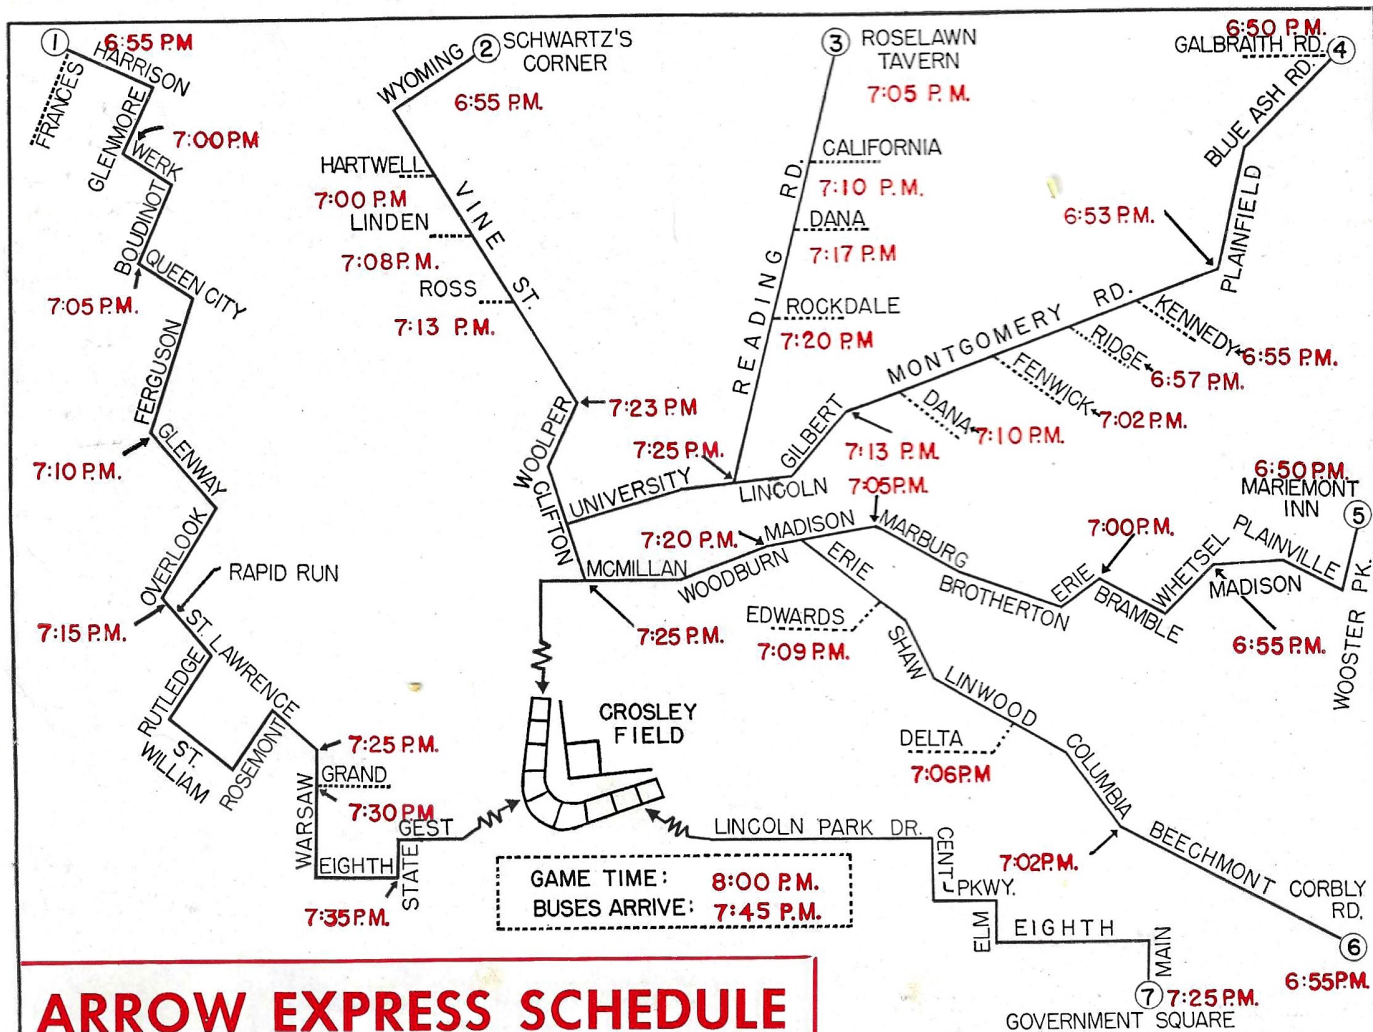 1
6:55 P.M
HARRISON
FRANCES
GLENMORE
7:00PM
WERK
BOUDINOT
QUEEN CITY
7:05 P.M.
FERGUSON
GLENWAY
7:10 P.M.
OVERLOOK
RAPID RUN
7:15 P.M.
ST. LAWRENCE
RUTLEDGE
ST.
WILLIAM
ROSEMONT
7:25 P.M.
WARSAW
GRAND
7:30 P.M
EIGHTH
STATE
GEST
7:35 P.M.
2
SCHWARTZ'S
CORNER
6:55 P.M.
WYOMING
VINE ST.
HARTWELL
7:00 P.M
LINDEN
7:08 P.M.
ROSS
7:13 P.M.
7:23 P.M
WOOLPER
CLIFTON
UNIVERSITY
3
ROSELAWN
TAVERN
7:05 P.M.
CALIFORNIA
7:10 P.M.
READING RD.
DANA
7:17 P.M
ROCKDALE
7:20 P.M
7:25 P.M.
LINCOLN
4
6:50 P.M.
GALBRAITH RD.
BLUE ASH RD.
PLAINFIELD
6:53 P.M.
MONTGOMERY RD.
KENNEDY
6:55 P.M.
RIDGE
6:57 P.M.
FENWICK
7:02 P.M.
DANA
7:10 P.M.
GILBERT
7:13 P.M.
5
6:50 P.M.
MARIEMONT
INN
WOOSTER PK.
PLAINVILLE
MADISON
6:55 P.M.
WHETSEL
BRAMBLE
7:00 P.M.
ERIE
BROTHERTON
MARBURG
7:05 P.M.
MADISON
7:20 P.M.
WOODBURN
MCMILLAN
7:25 P.M.
ERIE
EDWARDS
7:09 P.M.
SHAW
LINWOOD
DELTA
7:06 P.M
COLUMBIA
7:02 P.M.
BEECHMONT
CORBLY
RD.
6
6:55 P.M.
CROSLEY
FIELD
LINCOLN PARK DR.
CENT.
PKWY.
ELM
EIGHTH
MAIN
7
7:25 P.M.
GOVERNMENT SQUARE
GAME TIME: 8:00 P.M.
BUSES ARRIVE: 7:45 P.M.
ARROW EXPRESS SCHEDULE